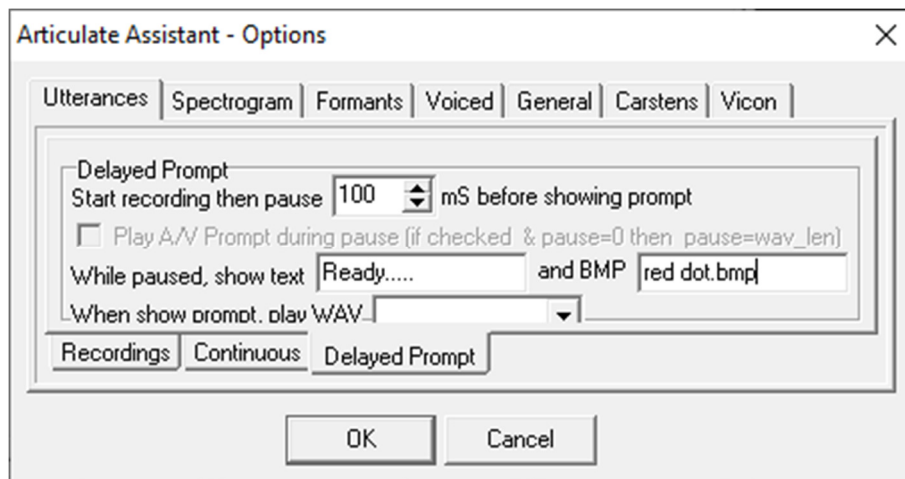 Articulate Assistant - Options
Utterances Spectrogram Formants Voiced General Carstens Vicon
Delayed Prompt
Start recording then pause 100 mS before showing prompt
Play A/V Prompt during pause (if checked & pause=0 then pause=wav_len)
While paused, show text Ready..... and BMP red dot.bmp
When show prompt, play WAV
Recordings Continuous Delayed Prompt
OK Cancel